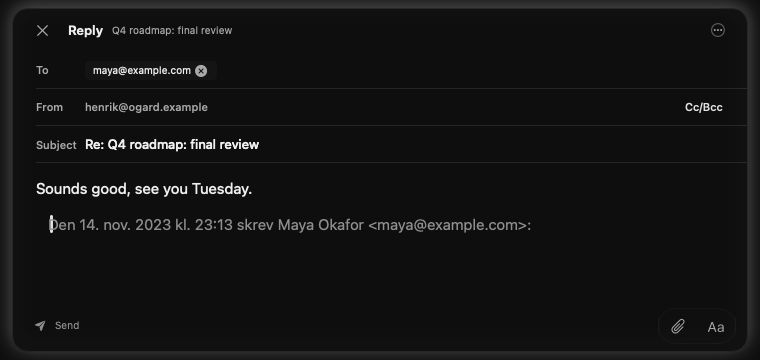 Reply Q4 roadmap: final review
To maya@example.com
From henrik@ogard.example Cc/Bcc
Subject Re: Q4 roadmap: final review
Sounds good, see you Tuesday.
Den 14. nov. 2023 kl. 23:13 skrev Maya Okafor <maya@example.com>:
Send Aa